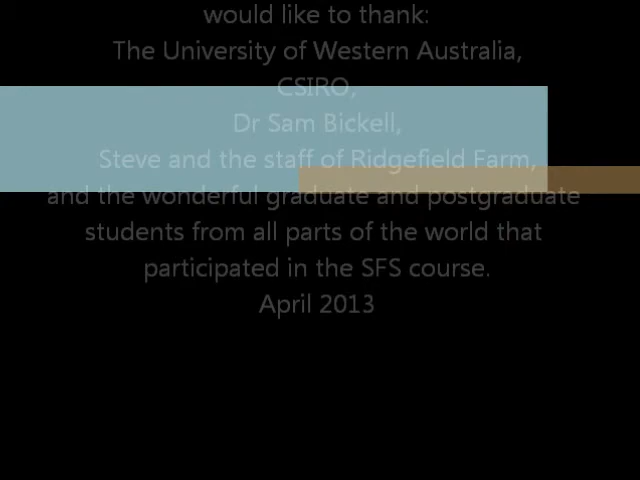 would like to thank:
The University of Western Australia,
CSIRO,
Dr Sam Bickell,
Steve and the staff of Ridgefield Farm,
and the wonderful graduate and postgraduate
students from all parts of the world that
participated in the SFS course.
April 2013